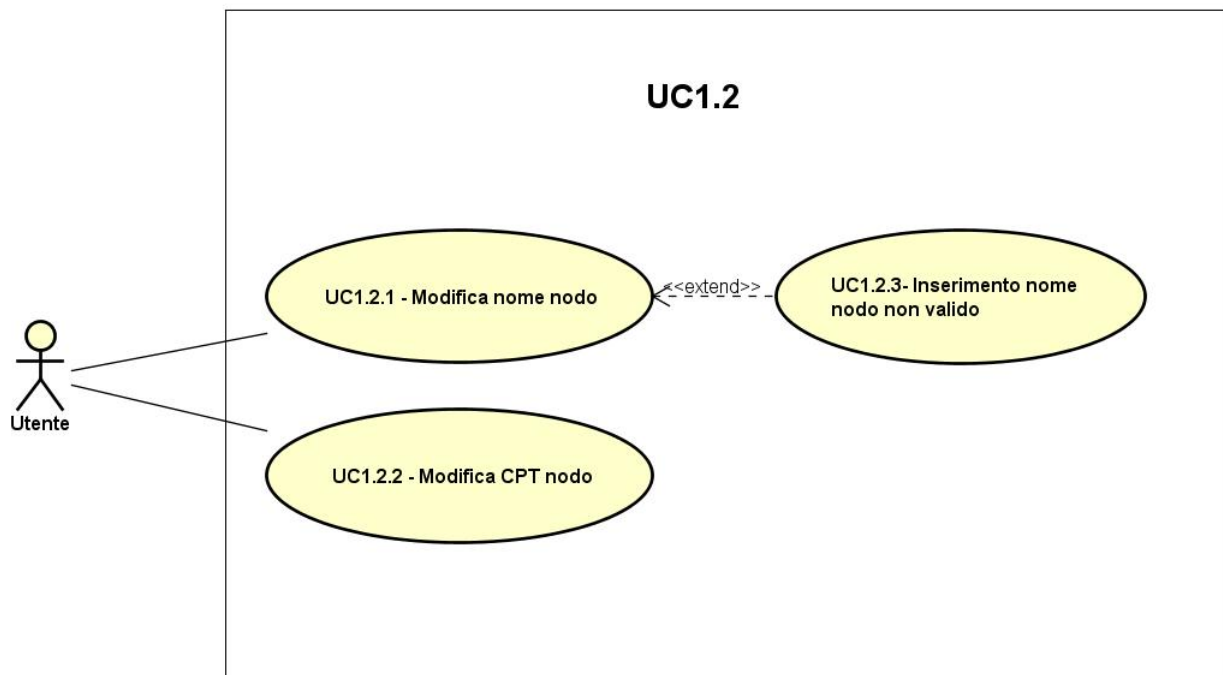 UC1.2
UC1.2.1 - Modifica nome nodo
<<extend>>
UC1.2.3- Inserimento nome
nodo non valido
Utente
UC1.2.2 - Modifica CPT nodo